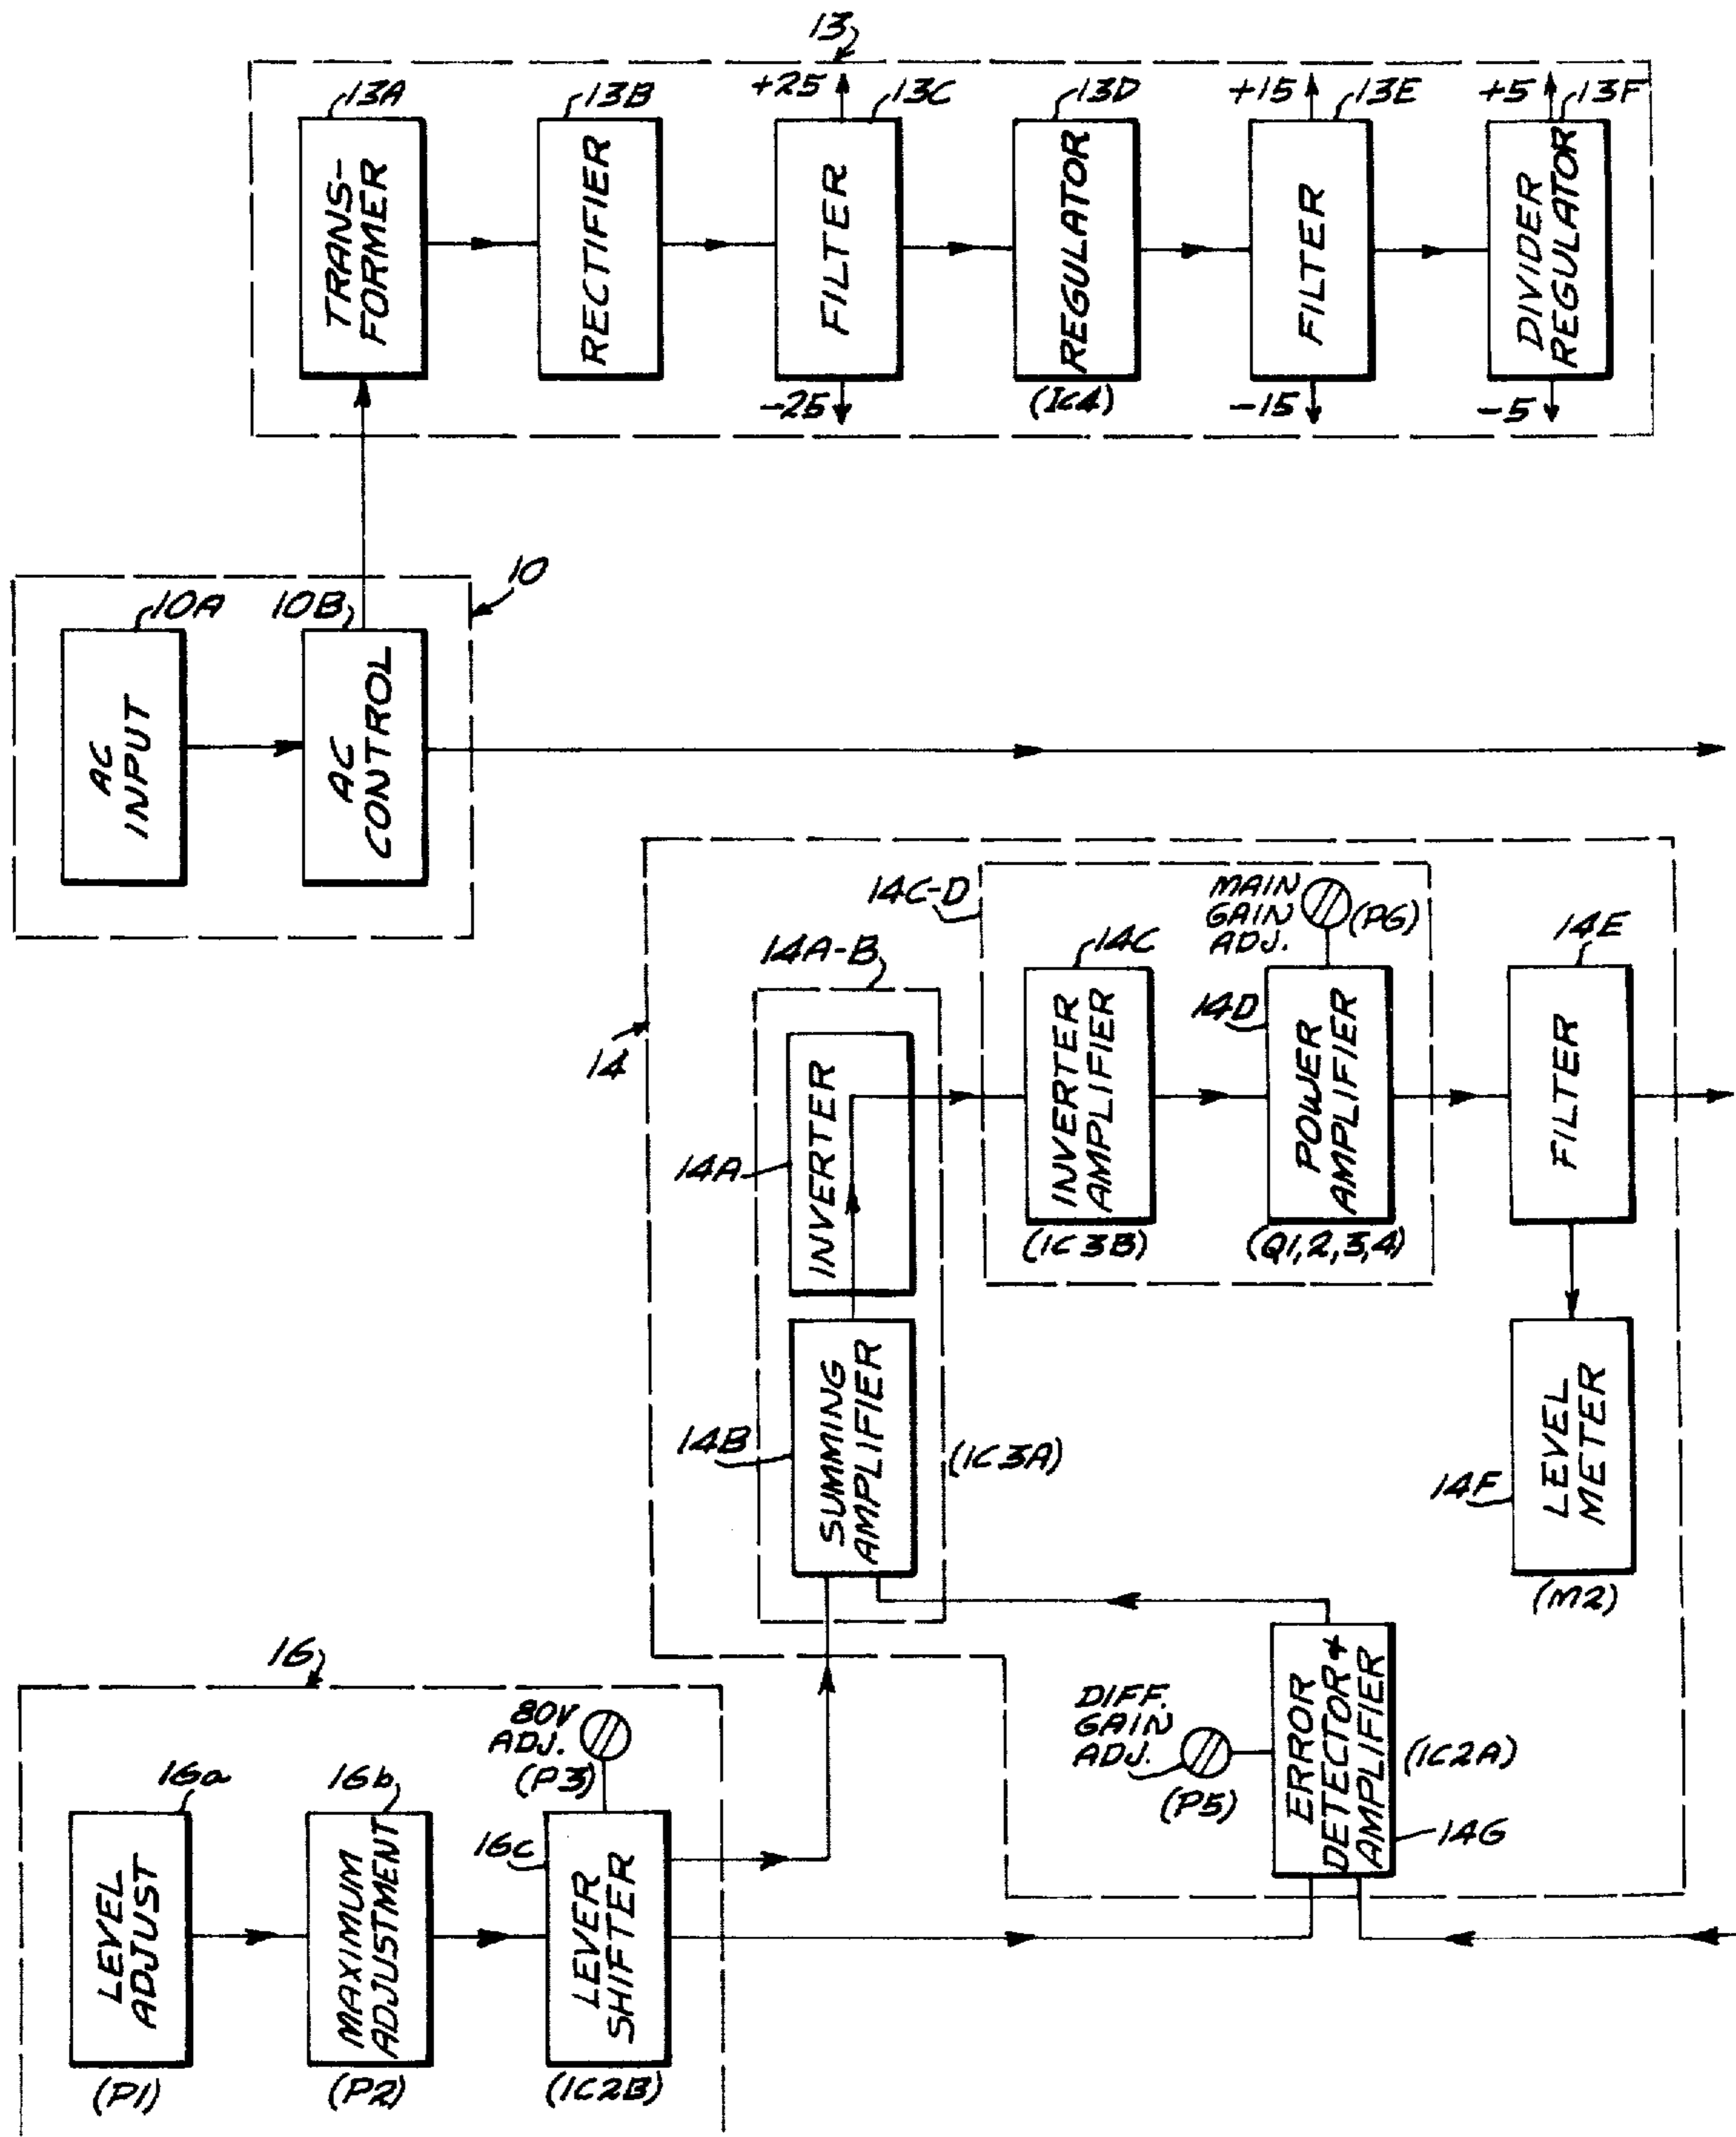 13
13A
13B
+25
13C
13D
+15
13E
+5
13F
TRANS-
FORMER
RECTIFIER
FILTER
REGULATOR
FILTER
DIVIDER
REGULATOR
-25
(IC4)
-15
-5
10
10A
10B
AC
INPUT
AC
CONTROL
14
14A-B
14C-D
14C
MAIN
GAIN
ADJ.
(P6)
14D
14E
14A
INVERTER
INVERTER
AMPLIFIER
POWER
AMPLIFIER
FILTER
(IC3B)
(Q1,2,3,4)
14B
SUMMING
AMPLIFIER
(IC3A)
14F
LEVEL
METER
(M2)
16
80V
ADJ.
(P3)
DIFF.
GAIN
ADJ.
(P5)
ERROR
DETECTOR &
AMPLIFIER
(IC2A)
14G
16a
16b
16c
LEVEL
ADJUST
MAXIMUM
ADJUSTMENT
LEVER
SHIFTER
(P1)
(P2)
(IC2B)